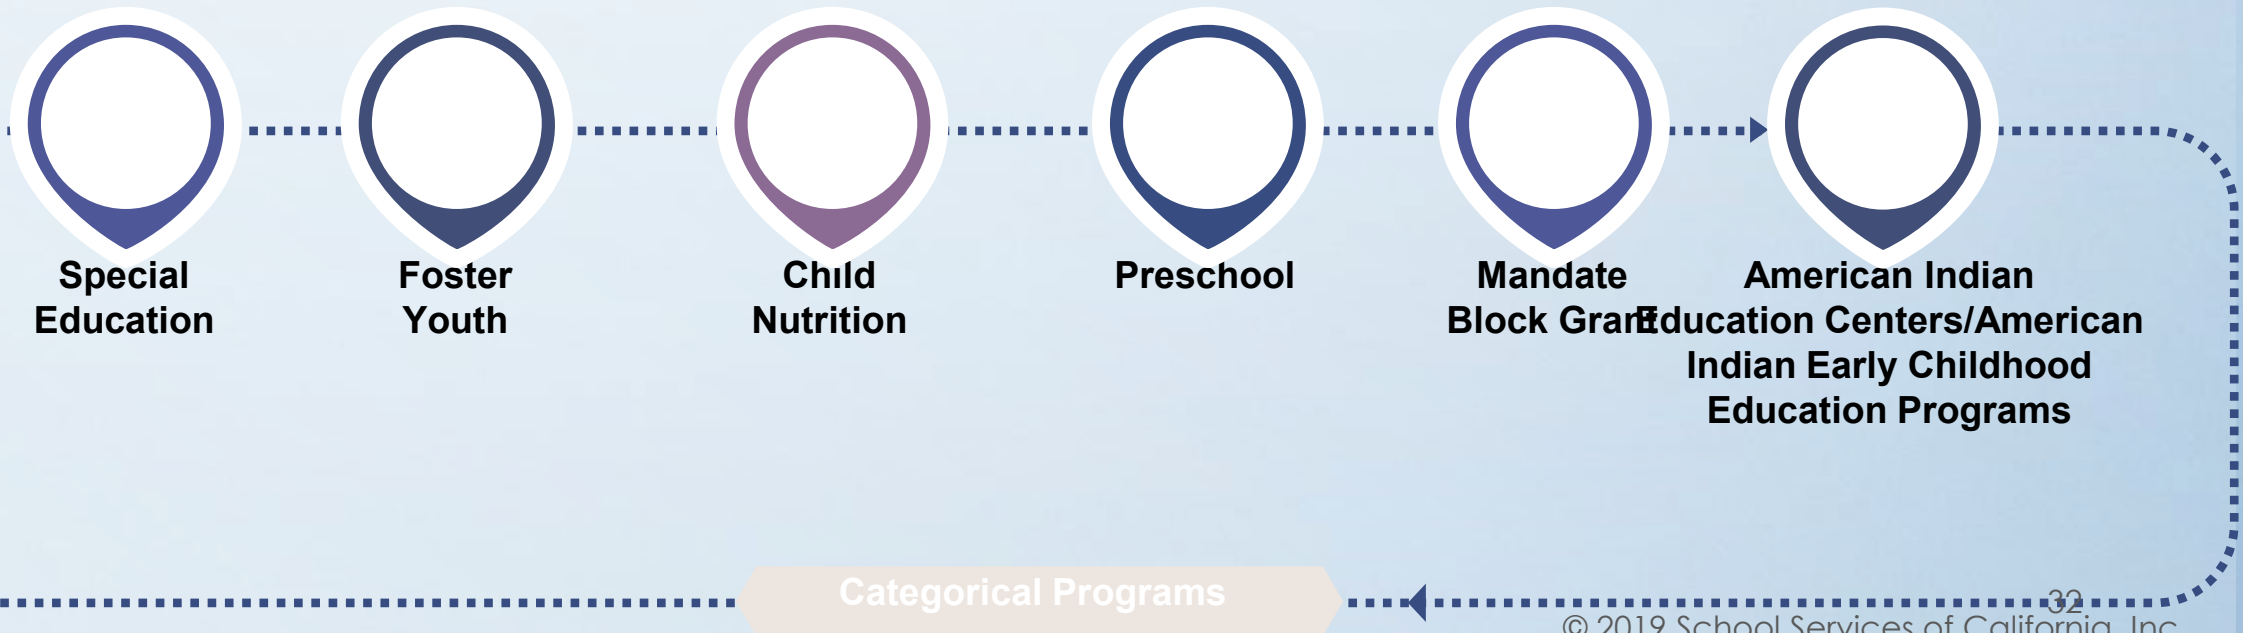 Special
Education
Foster
Youth
Child
Nutrition
Preschool
Mandate
Block Grant
American Indian
Education Centers/American
Indian Early Childhood
Education Programs
Categorical Programs
32
© 2019 School Services of California, Inc.